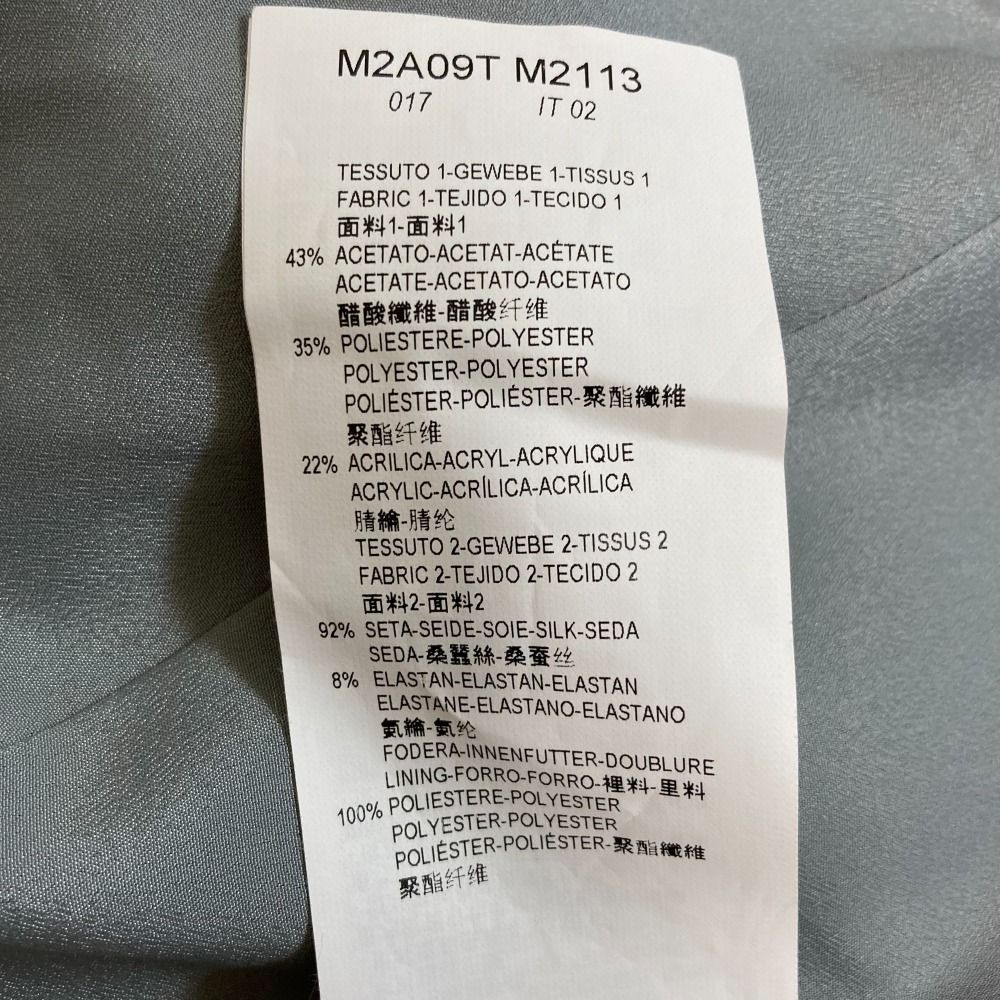 M2A09T M2113
017 IT 02
TESSUTO 1-GEWEBE 1-TISSUS 1
FABRIC 1-TEJIDO 1-TECIDO 1
面料1-面料1
43% ACETATO-ACETAT-ACÉTATE
ACETATE-ACETATO-ACETATO
醋酸纖維-醋酸纤维
35% POLIESTERE-POLYESTER
POLYESTER-POLYESTER
POLIÉSTER-POLIÉSTER-聚酯纖維
聚酯纤维
22% ACRILICA-ACRYL-ACRYLIQUE
ACRYLIC-ACRÍLICA-ACRÍLICA
腈綸-腈纶
TESSUTO 2-GEWEBE 2-TISSUS 2
FABRIC 2-TEJIDO 2-TECIDO 2
面料2-面料2
92% SETA-SEIDE-SOIE-SILK-SEDA
SEDA-桑蠶絲-桑蚕丝
8% ELASTAN-ELASTAN-ELASTAN
ELASTANE-ELASTANO-ELASTANO
氨綸-氨纶
FODERA-INNENFUTTER-DOUBLURE
LINING-FORRO-FORRO-裡料-里料
100% POLIESTERE-POLYESTER
POLYESTER-POLYESTER
POLIÉSTER-POLIÉSTER-聚酯纖維
聚酯纤维